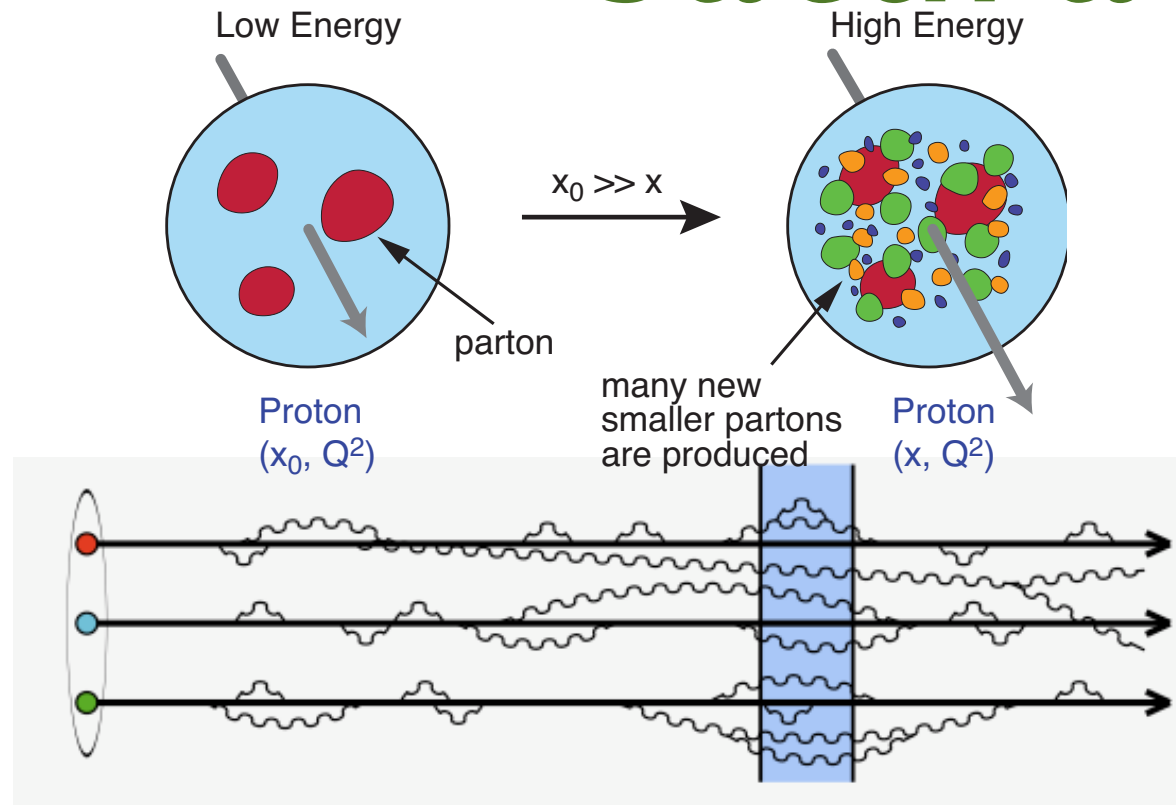 Low Energy
High Energy
x₀ >> x
parton
many new
smaller partons
are produced
Proton
(x₀, Q²)
Proton
(x, Q²)